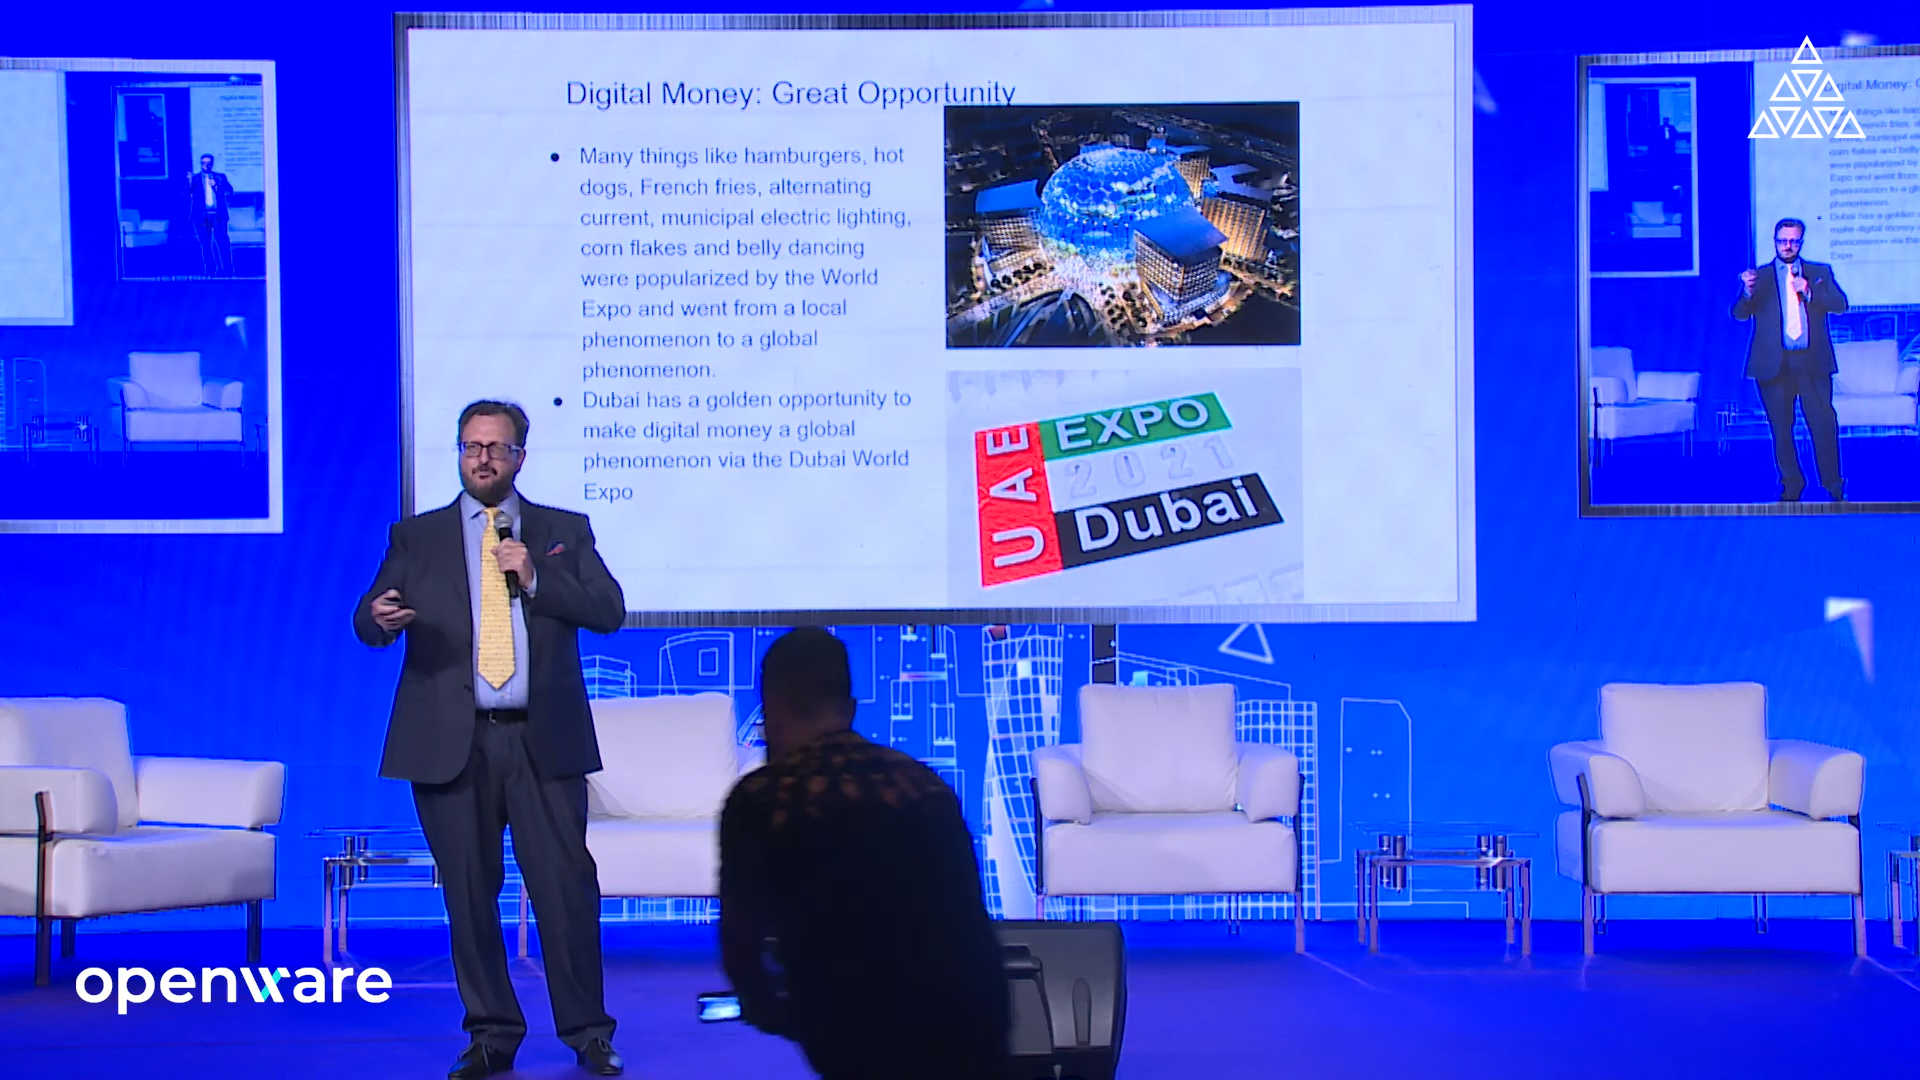 Digital Money: Great Opportunity
Many things like hamburgers, hot
dogs, French fries, alternating
current, municipal electric lighting,
corn flakes and belly dancing
were popularized by the World
Expo and went from a local
phenomenon to a global
phenomenon.
Dubai has a golden opportunity to
make digital money a global
phenomenon via the Dubai World
Expo
UAE
EXPO
2021
Dubai
openware